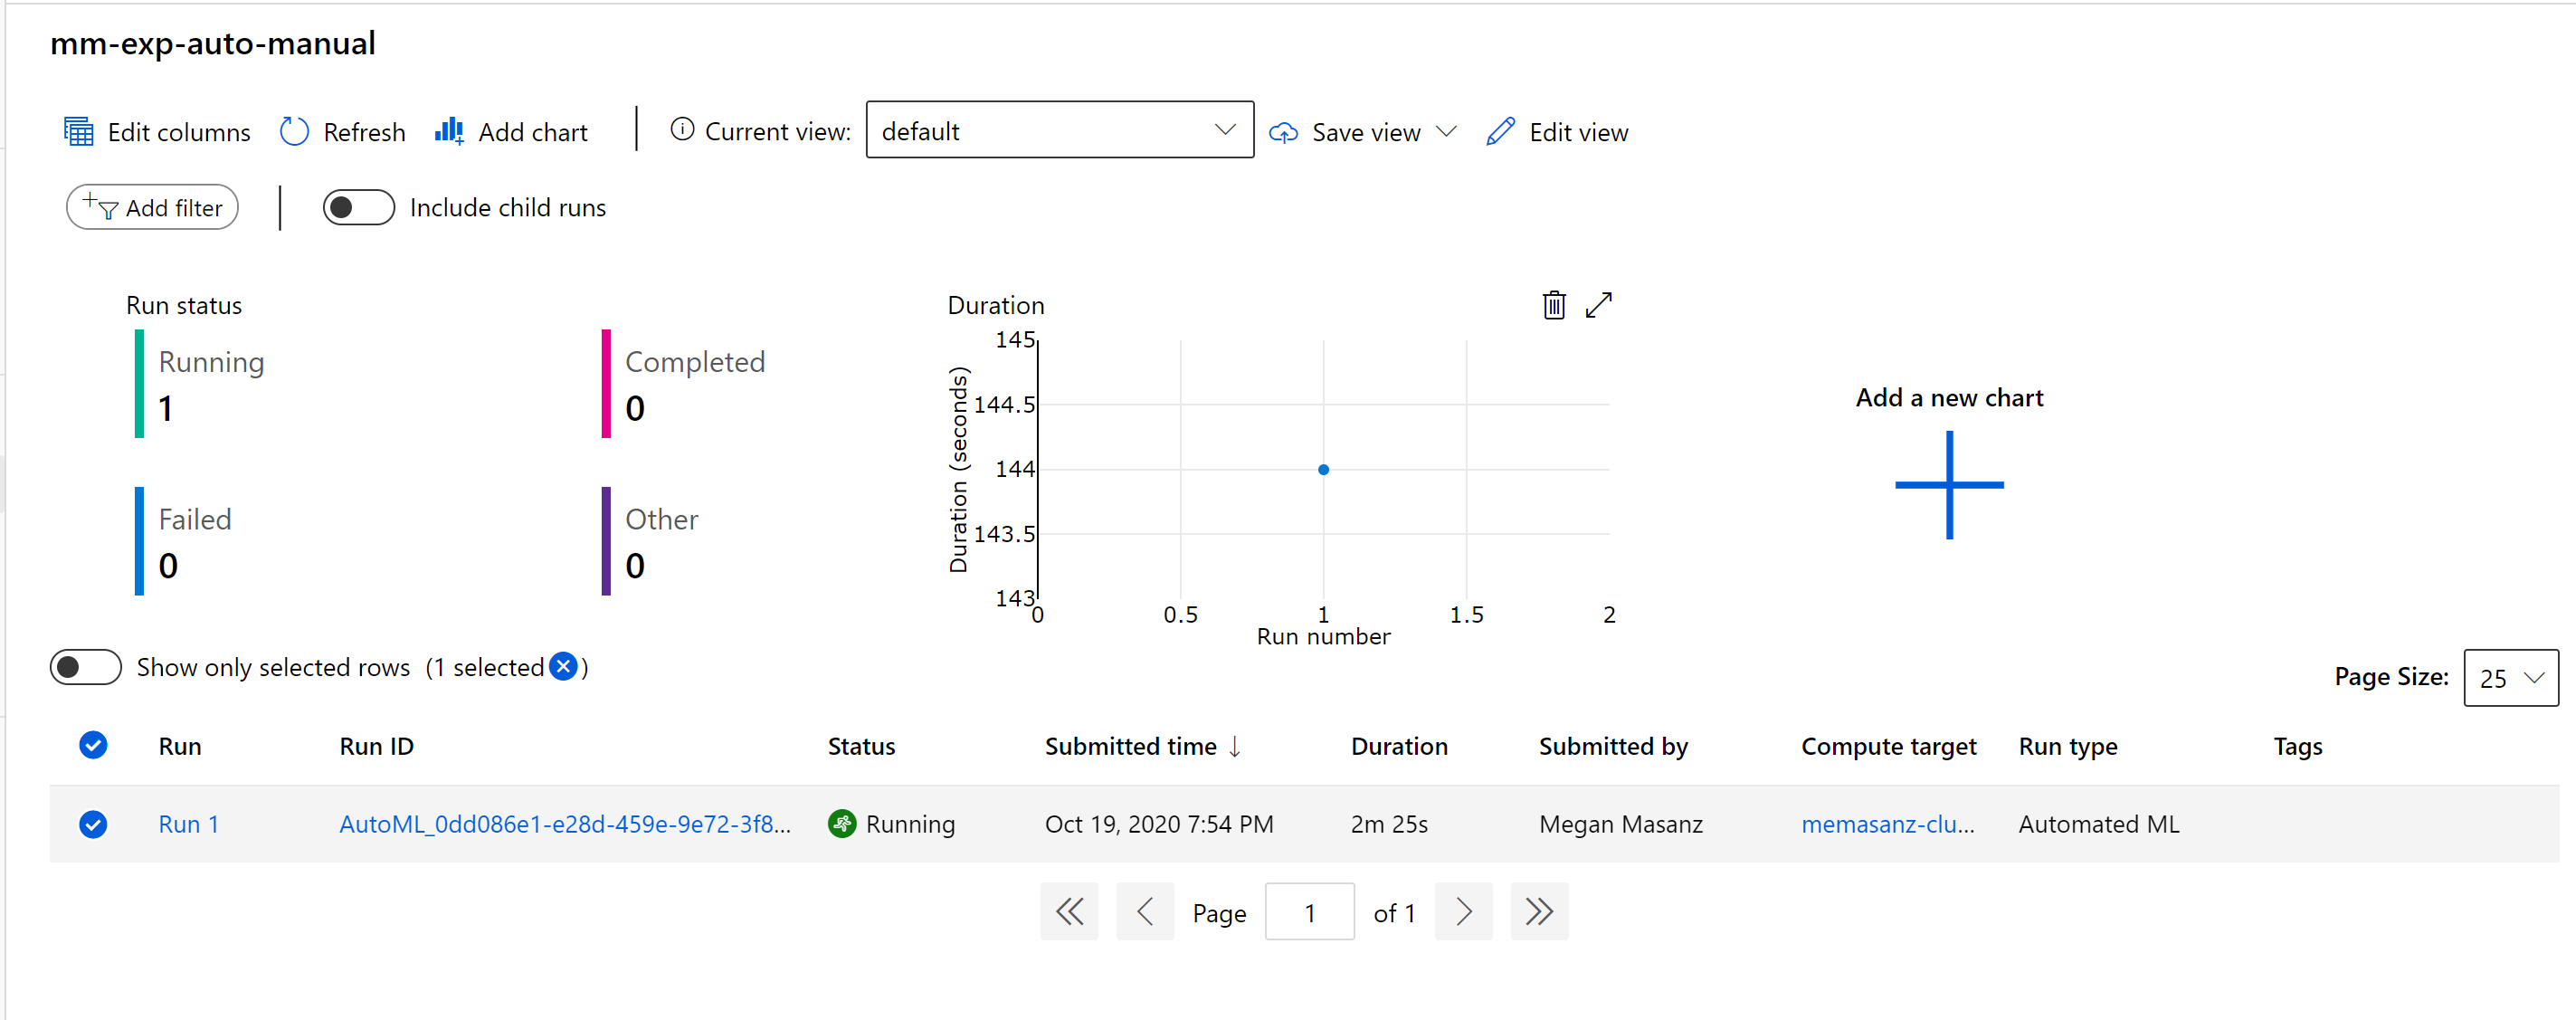 mm-exp-auto-manual
Edit columns Refresh Add chart Current view: default Save view Edit view
Add filter Include child runs
Run status
Running
1
Completed
0
Failed
0
Other
0
Duration
145
144.5
144
143.5
143
Duration (seconds)
0 0.5 1 1.5 2
Run number
Add a new chart
Show only selected rows (1 selected )
Page Size: 25
Run Run ID Status Submitted time ↓ Duration Submitted by Compute target Run type Tags
Run 1 AutoML_0dd086e1-e28d-459e-9e72-3f8... Running Oct 19, 2020 7:54 PM 2m 25s Megan Masanz memasanz-clu... Automated ML
Page 1 of 1